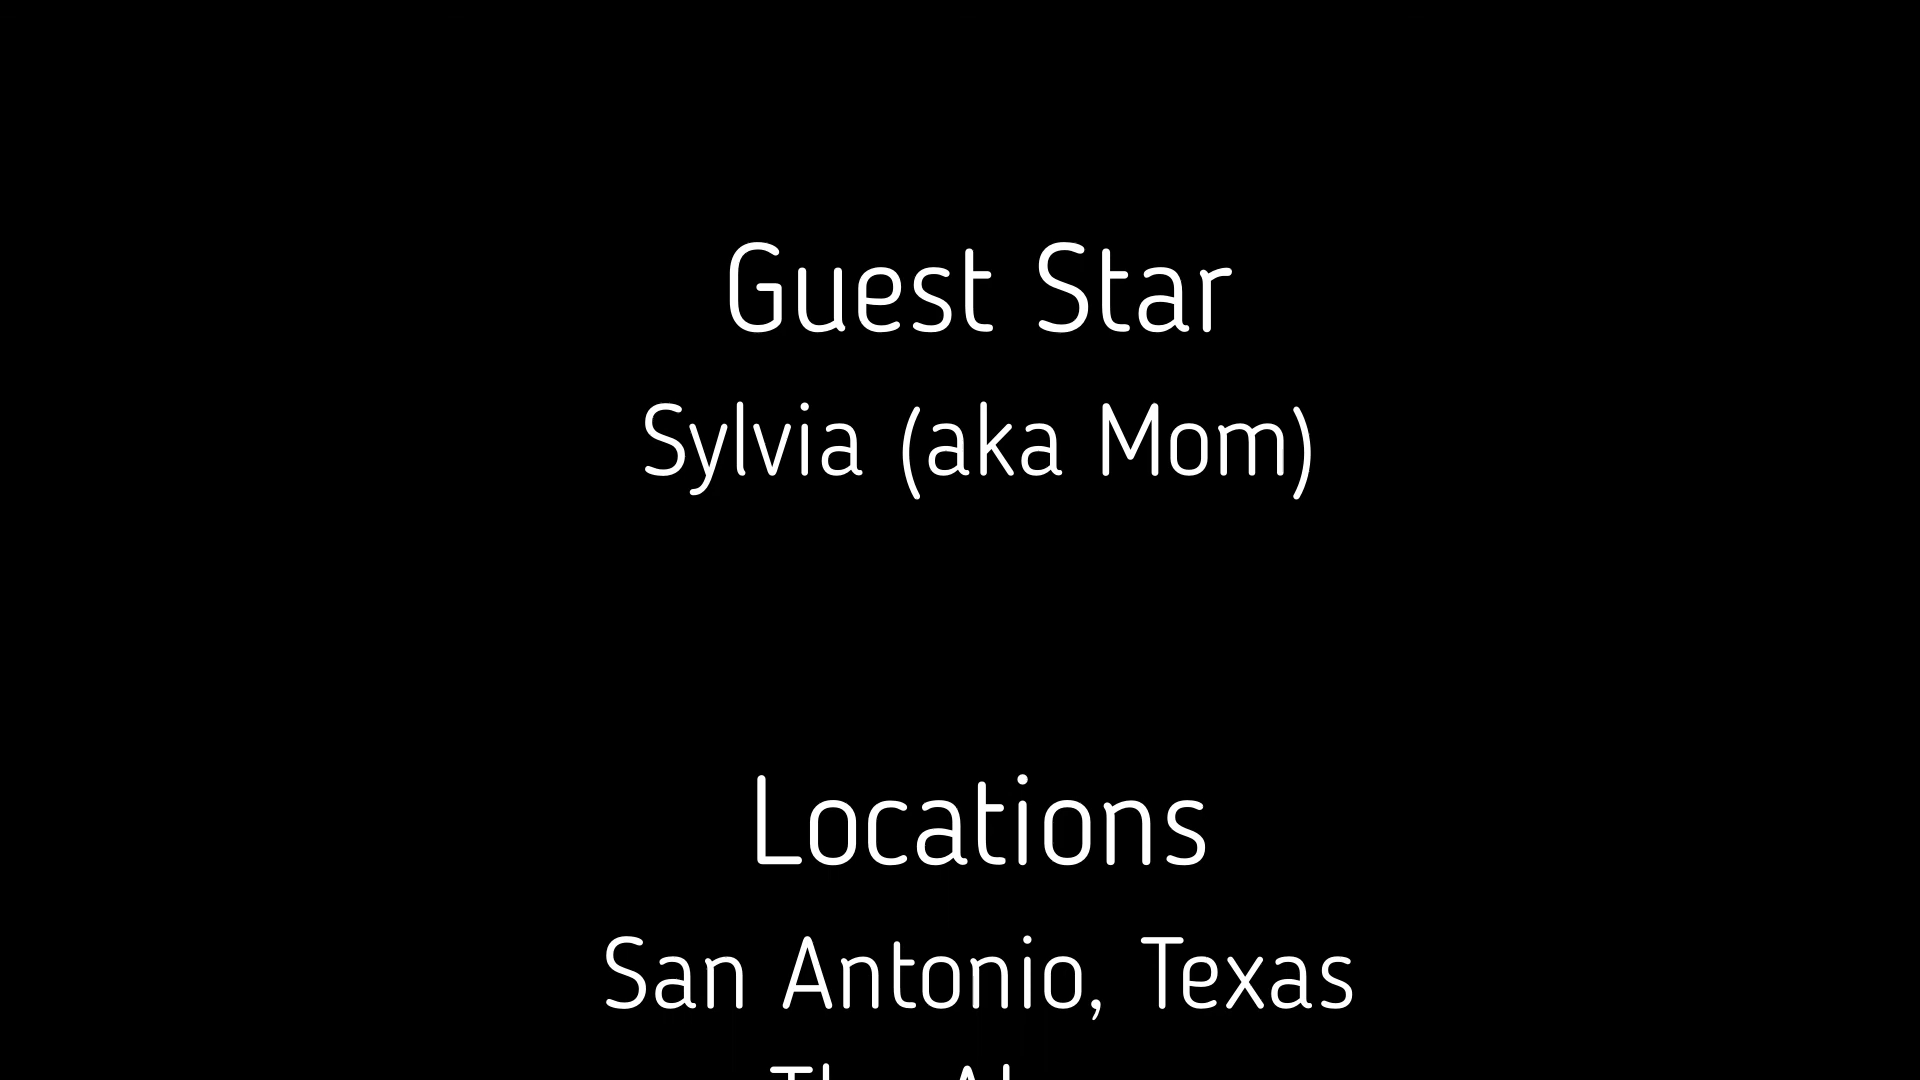 Guest Star
Sylvia (aka Mom)
Locations
San Antonio, Texas